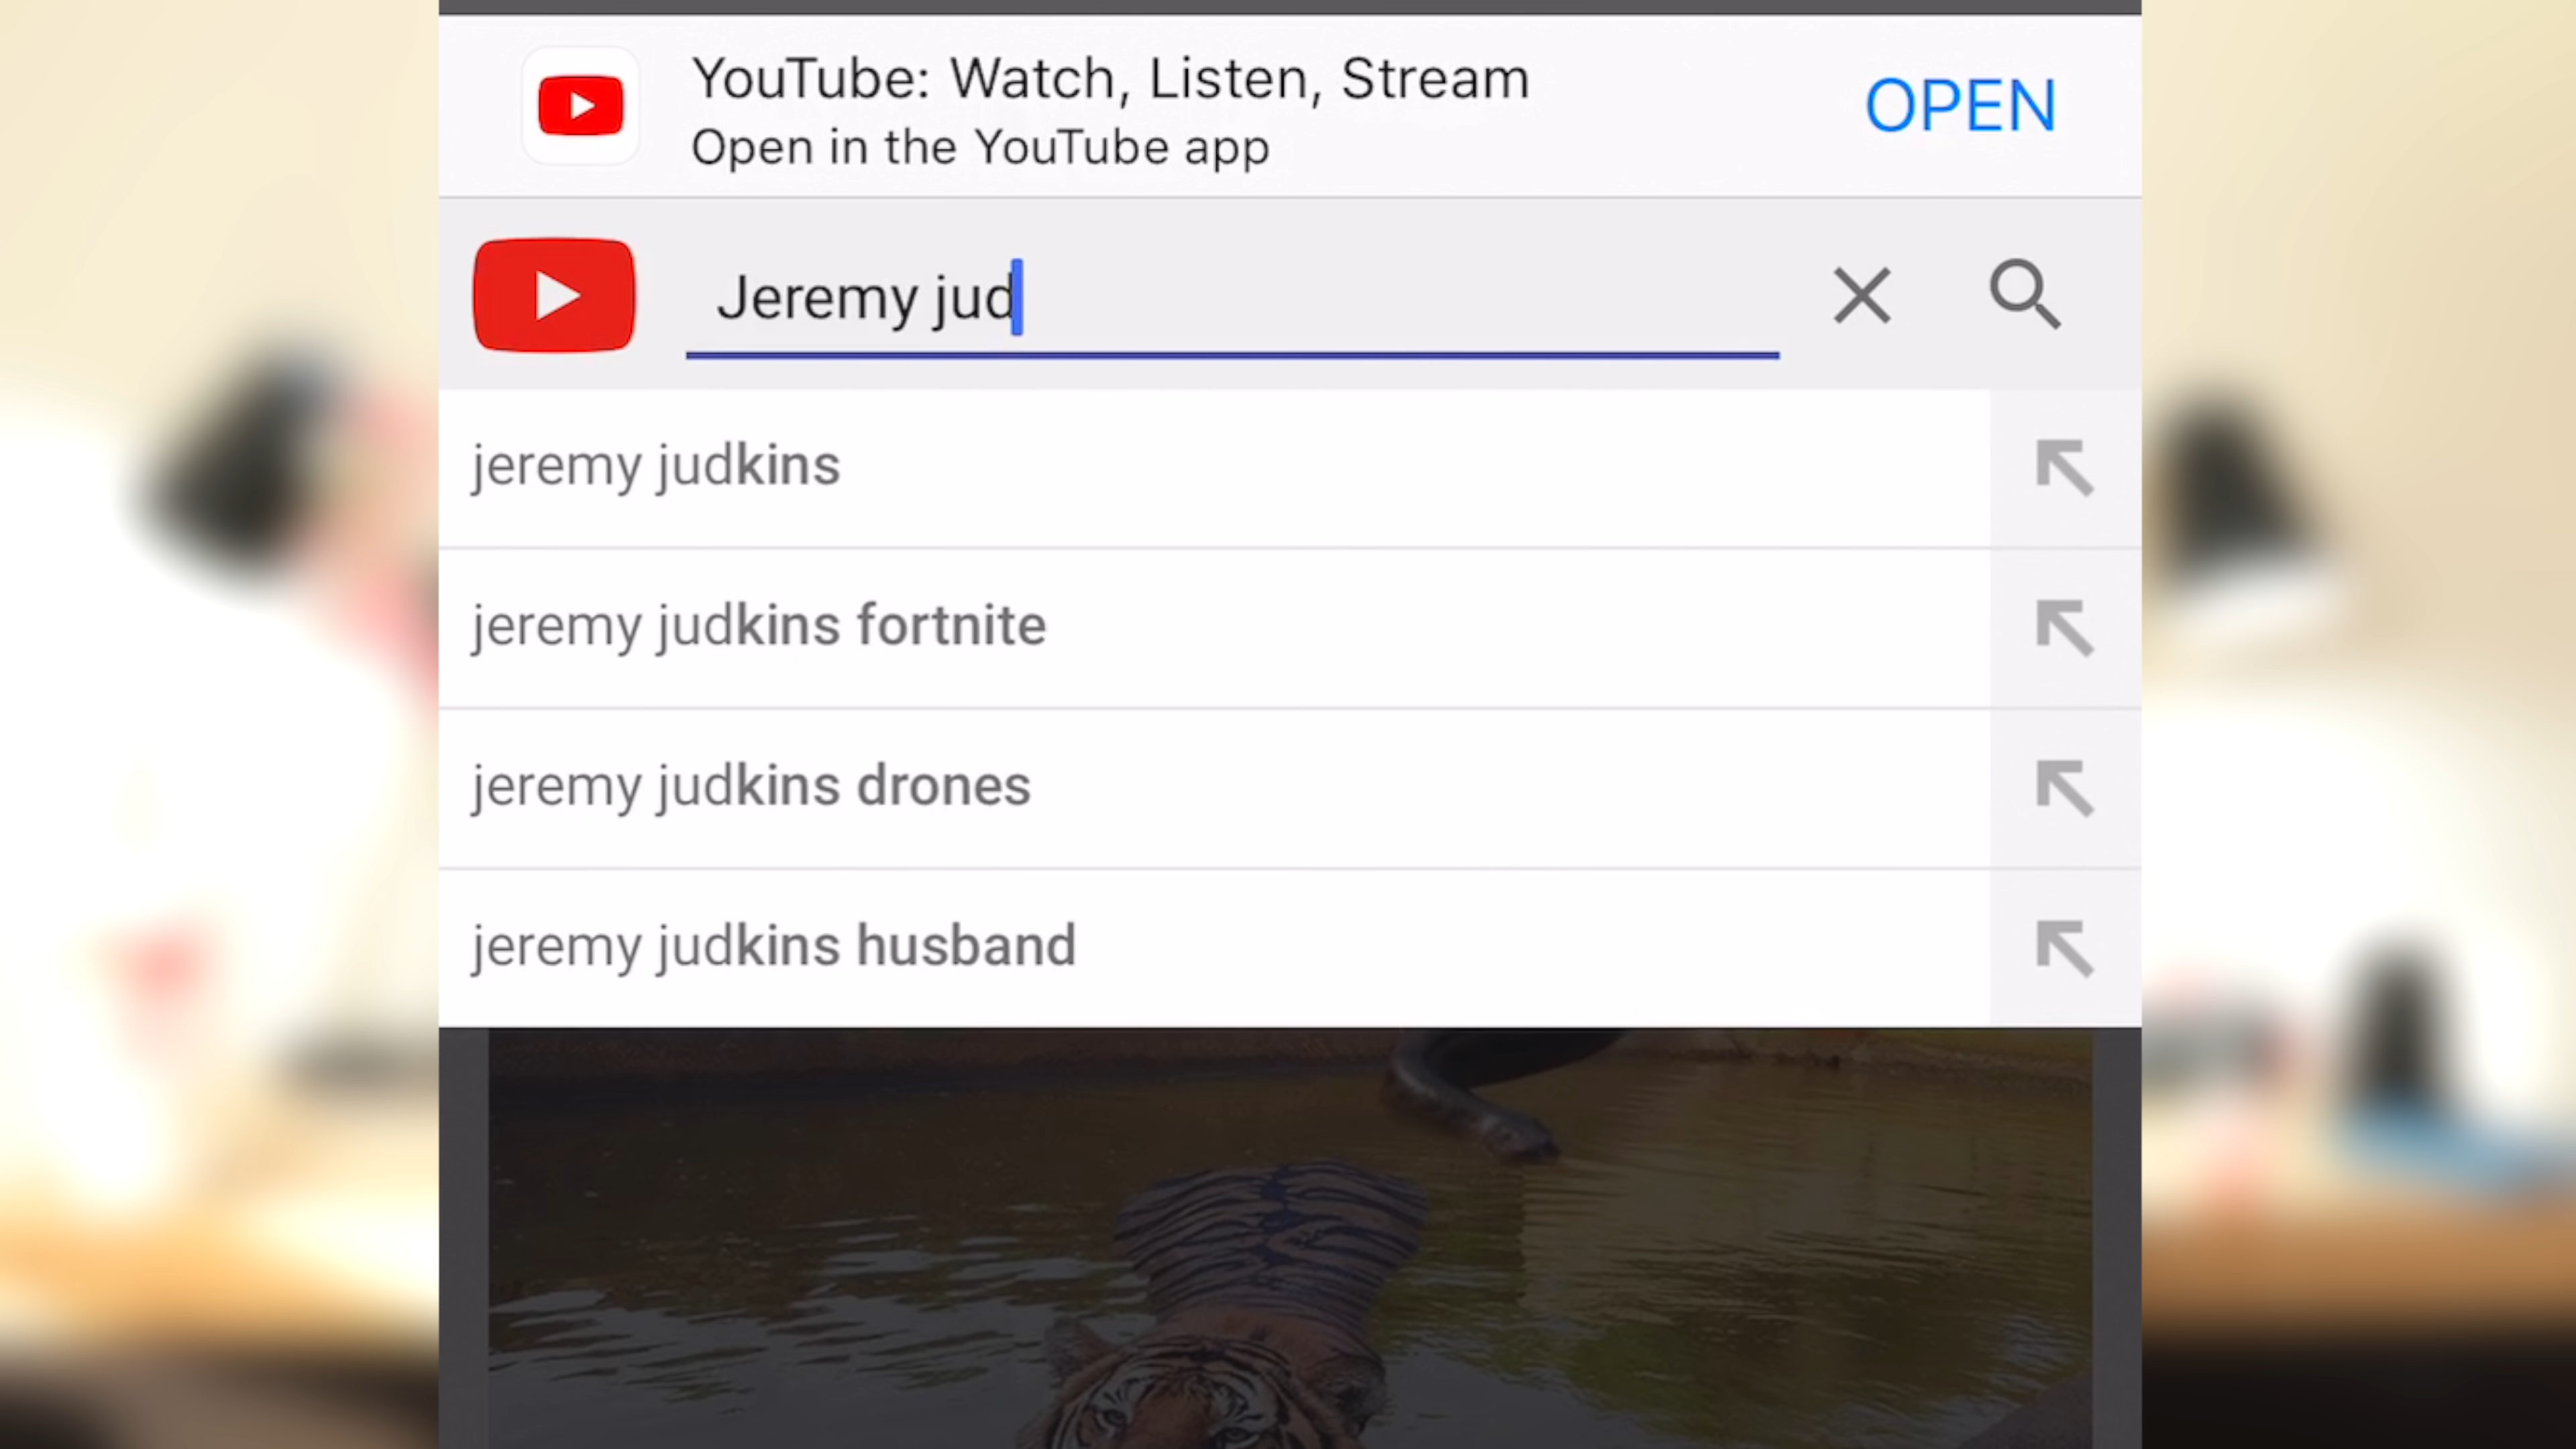 YouTube: Watch, Listen, Stream
Open in the YouTube app
OPEN
Jeremy jud
jeremy judkins
jeremy judkins fortnite
jeremy judkins drones
jeremy judkins husband